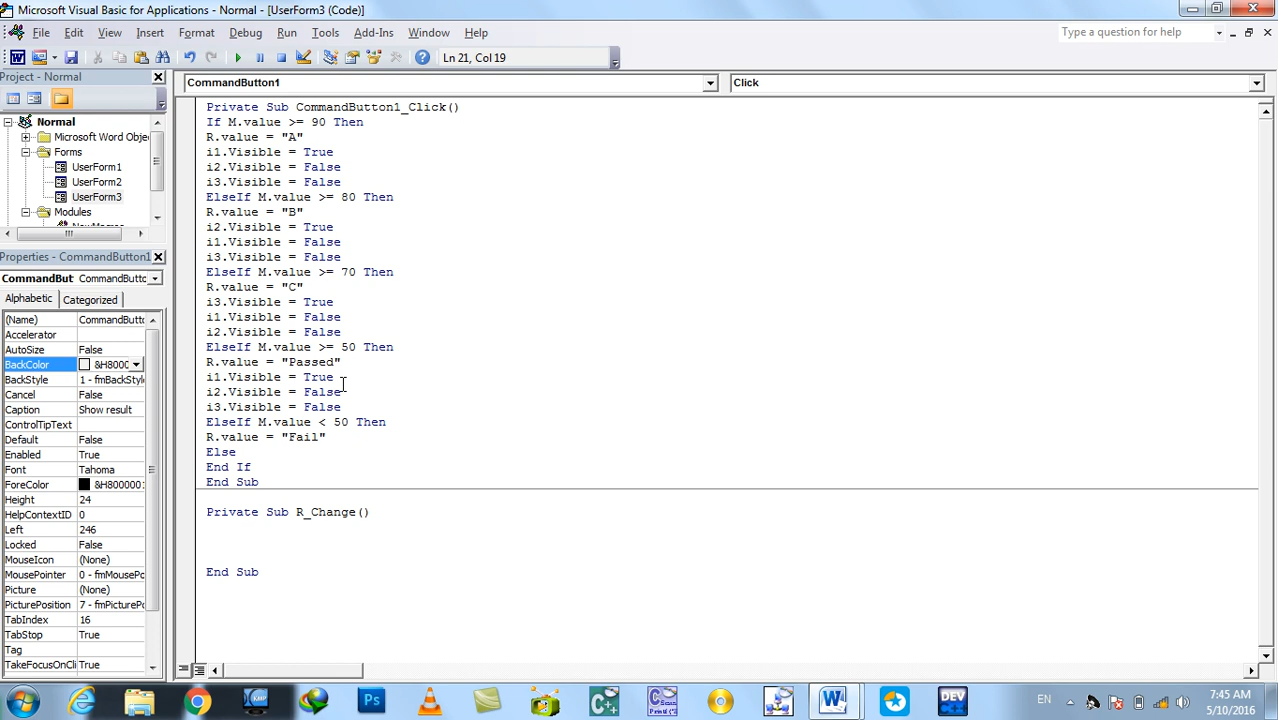 Microsoft Visual Basic for Applications - Normal - [UserForm3 (Code)]
File Edit View Insert Format Debug Run Tools Add-Ins Window Help
Type a question for help
Ln 21, Col 19
Project - Normal
CommandButton1
Click
Normal
Microsoft Word Obje
Forms
UserForm1
UserForm2
UserForm3
Modules
Properties - CommandButton1
CommandBut CommandButto
Alphabetic Categorized
(Name) CommandButto
Accelerator
AutoSize False
BackColor &H800C
BackStyle 1 - fmBackStyl
Cancel False
Caption Show result
ControlTipText
Default False
Enabled True
Font Tahoma
ForeColor &H800001
Height 24
HelpContextID 0
Left 246
Locked False
MouseIcon (None)
MousePointer 0 - fmMousePo
Picture (None)
PicturePosition 7 - fmPicturePo
TabIndex 16
TabStop True
Tag
TakeFocusOnCli True
Private Sub CommandButton1_Click()
If M.value >= 90 Then
R.value = "A"
i1.Visible = True
i2.Visible = False
i3.Visible = False
ElseIf M.value >= 80 Then
R.value = "B"
i2.Visible = True
i1.Visible = False
i3.Visible = False
ElseIf M.value >= 70 Then
R.value = "C"
i3.Visible = True
i1.Visible = False
i2.Visible = False
ElseIf M.value >= 50 Then
R.value = "Passed"
i1.Visible = True
i2.Visible = False
i3.Visible = False
ElseIf M.value < 50 Then
R.value = "Fail"
Else
End If
End Sub
Private Sub R_Change()
End Sub
EN
7:45 AM
5/10/2016